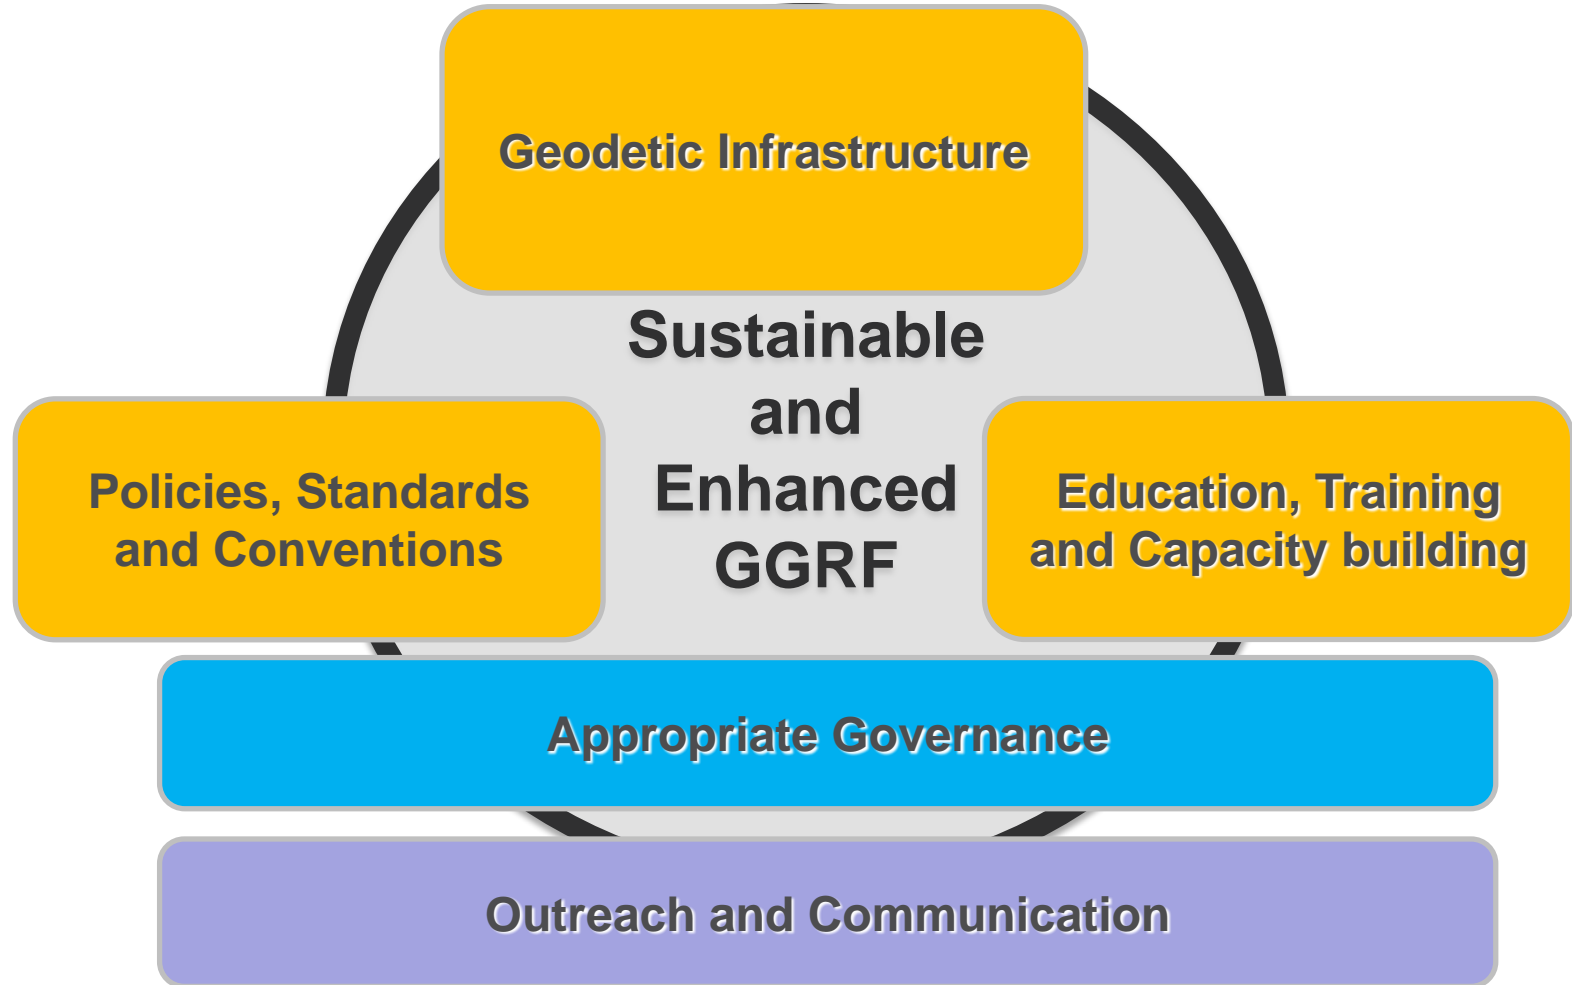 Geodetic Infrastructure
Sustainable
and
Enhanced
GGRF
Policies, Standards
and Conventions
Education, Training
and Capacity building
Appropriate Governance
Outreach and Communication